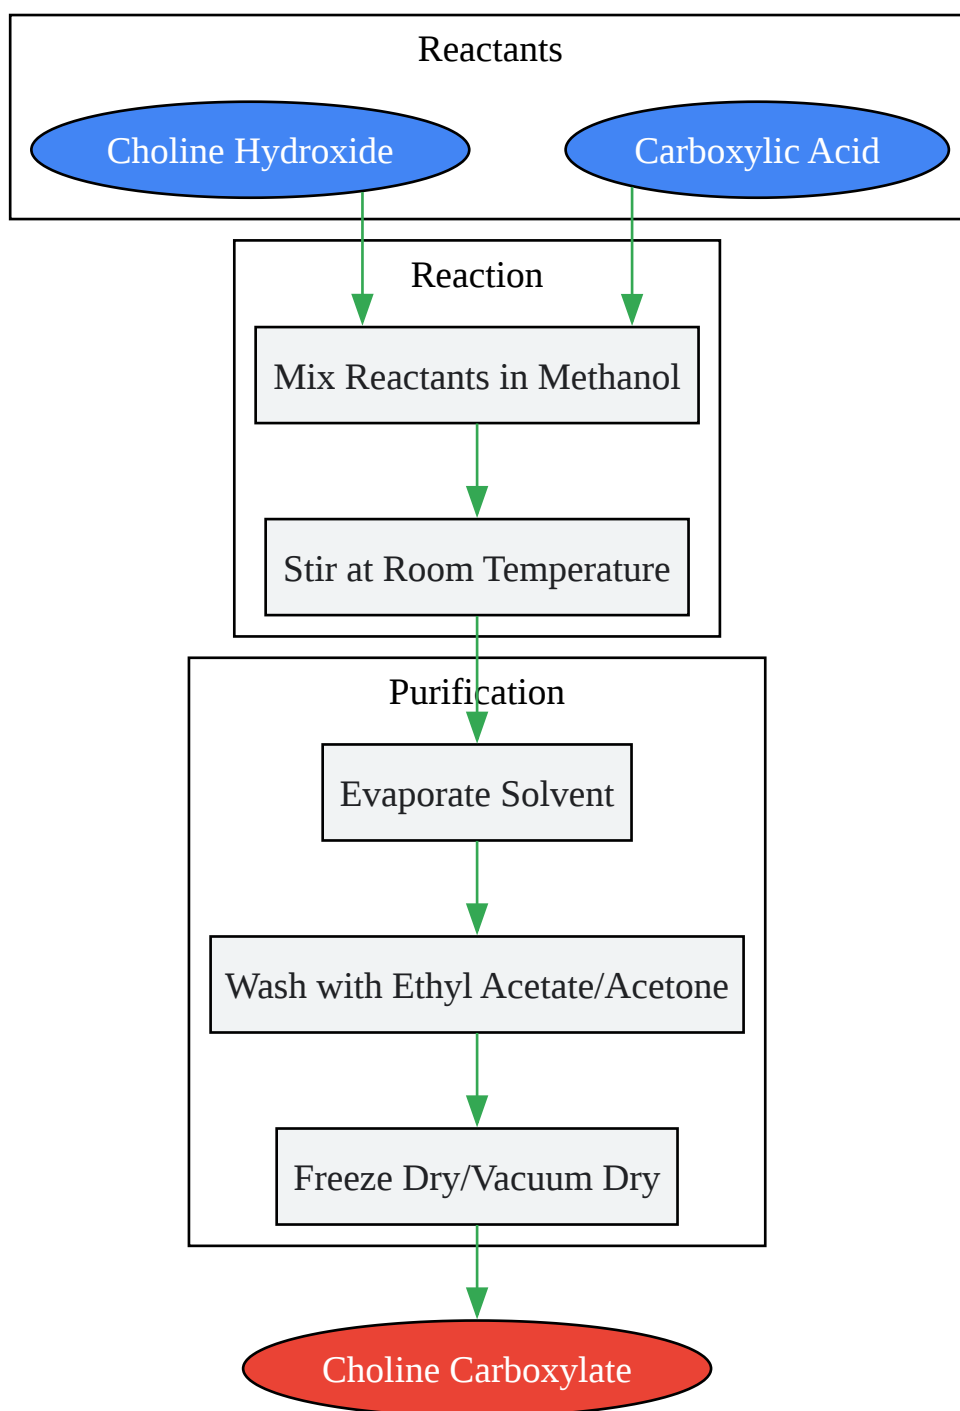 Reactants
Choline Hydroxide
Carboxylic Acid
Reaction
Mix Reactants in Methanol
Stir at Room Temperature
Purification
Evaporate Solvent
Wash with Ethyl Acetate/Acetone
Freeze Dry/Vacuum Dry
Choline Carboxylate